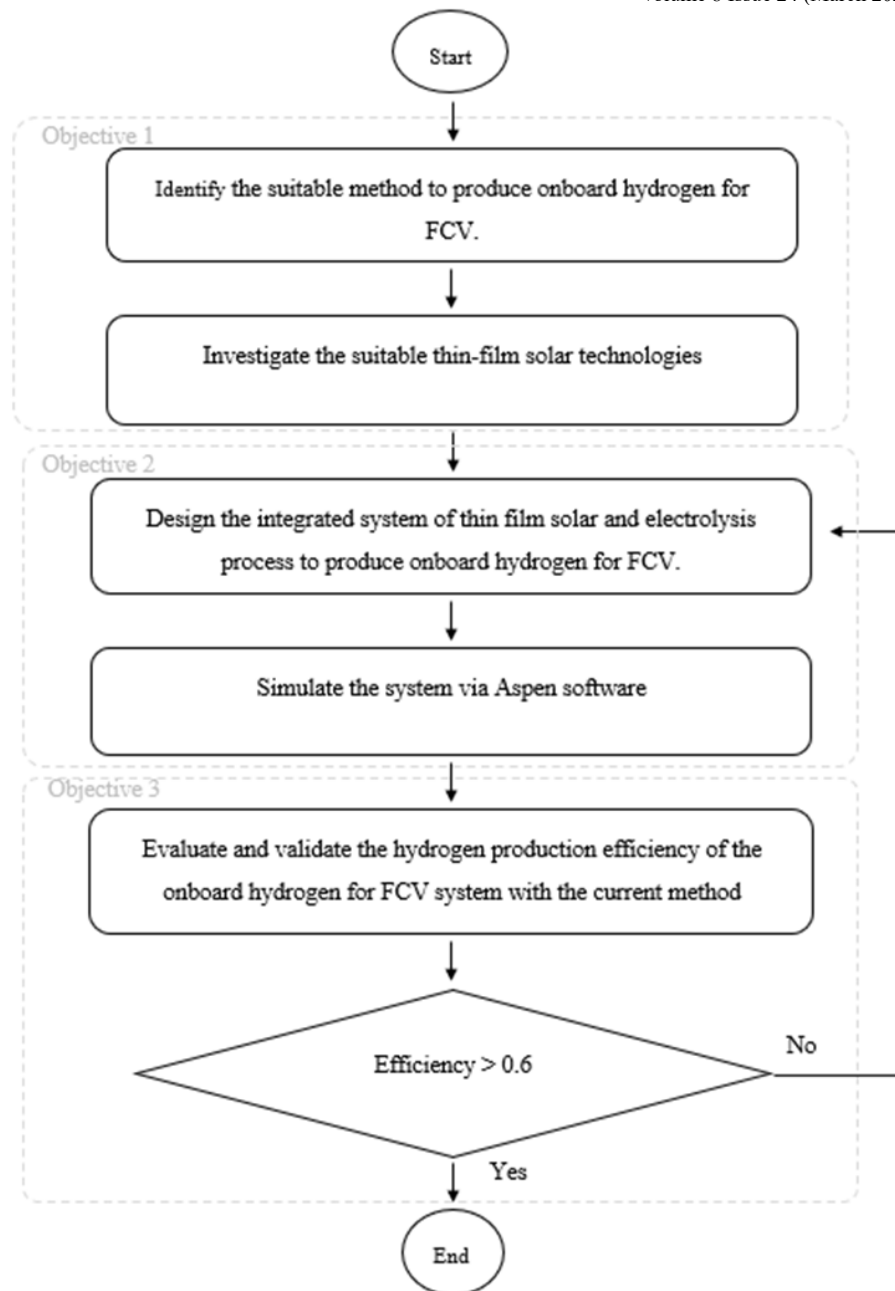 Start
Objective 1
Identify the suitable method to produce onboard hydrogen for
FCV.
Investigate the suitable thin-film solar technologies
Objective 2
Design the integrated system of thin film solar and electrolysis
process to produce onboard hydrogen for FCV.
Simulate the system via Aspen software
Objective 3
Evaluate and validate the hydrogen production efficiency of the
onboard hydrogen for FCV system with the current method
Efficiency > 0.6
No
Yes
End